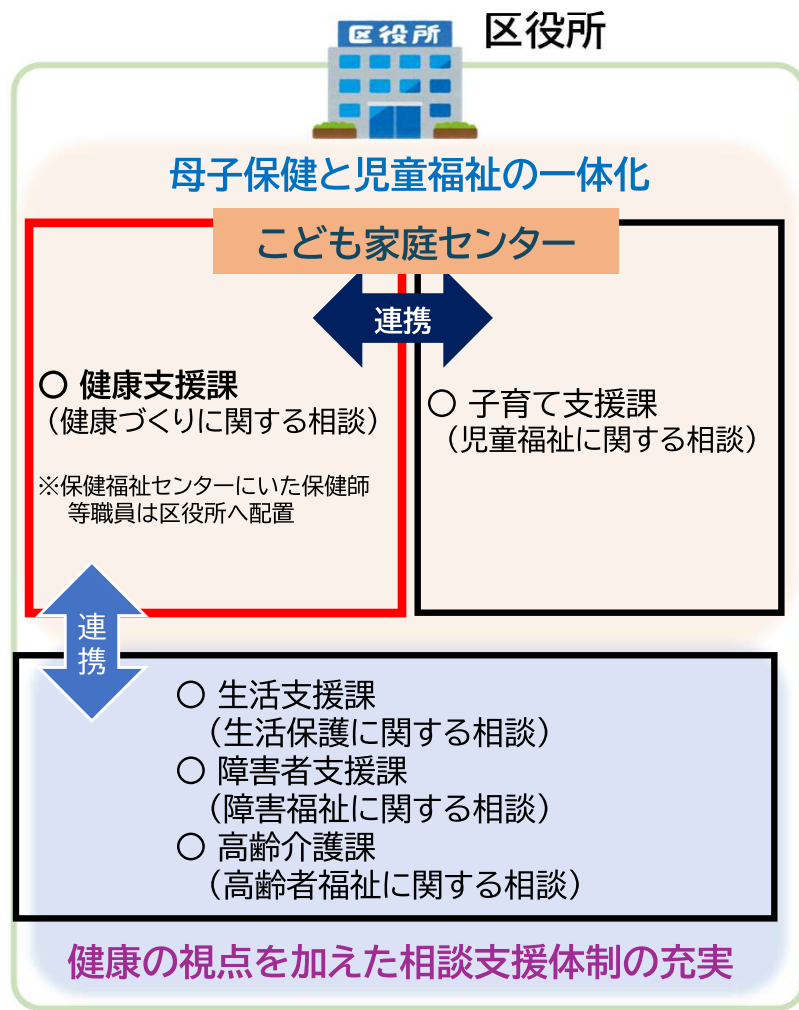 区役所
区役所
母子保健と児童福祉の一体化
こども家庭センター
連携
〇 健康支援課
（健康づくりに関する相談）
※保健福祉センターにいた保健師
等職員は区役所へ配置
〇 子育て支援課
（児童福祉に関する相談）
連携
〇 生活支援課
（生活保護に関する相談）
〇 障害者支援課
（障害福祉に関する相談）
〇 高齢介護課
（高齢者福祉に関する相談）
健康の視点を加えた相談支援体制の充実